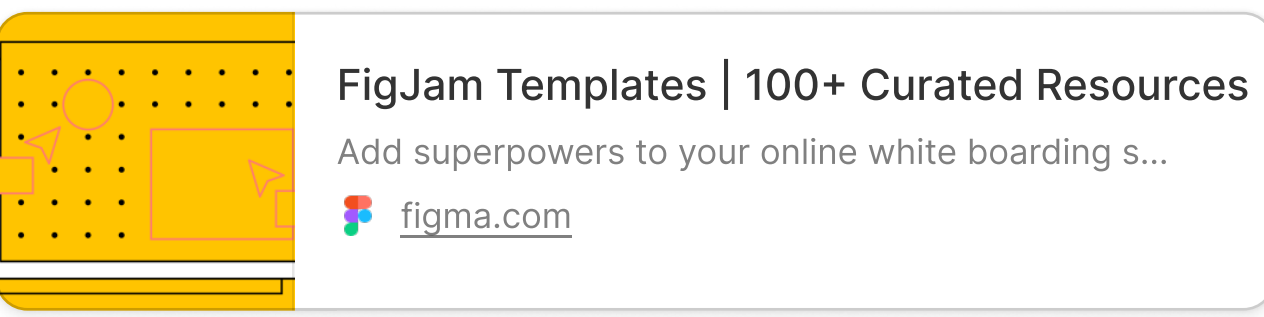 FigJam Templates | 100+ Curated Resources
Add superpowers to your online white boarding s...
figma.com